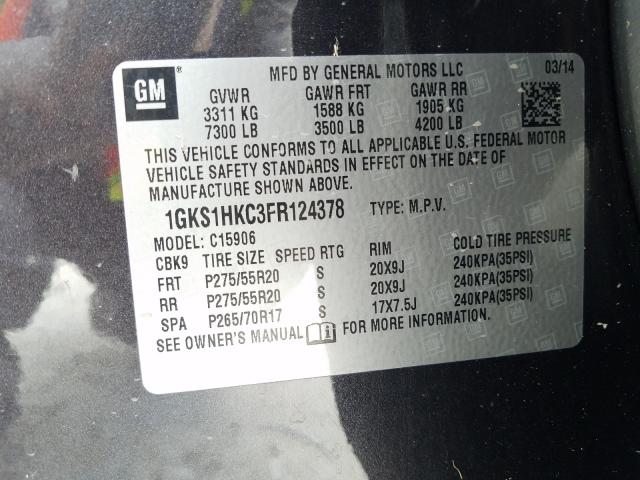 GM
MFD BY GENERAL MOTORS LLC 03/14
GVWR GAWR FRT GAWR RR
3311 KG 1588 KG 1905 KG
7300 LB 3500 LB 4200 LB
THIS VEHICLE CONFORMS TO ALL APPLICABLE U.S. FEDERAL MOTOR
VEHICLE SAFETY STANDARDS IN EFFECT ON THE DATE OF
MANUFACTURE SHOWN ABOVE.
1GKS1HKC3FR124378 TYPE: M.P.V.
MODEL: C15906
CBK9 TIRE SIZE SPEED RTG RIM COLD TIRE PRESSURE
FRT P275/55R20 S 20X9J 240KPA(35PSI)
RR P275/55R20 S 20X9J 240KPA(35PSI)
SPA P265/70R17 S 17X7.5J 240KPA(35PSI)
SEE OWNER'S MANUAL FOR MORE INFORMATION.